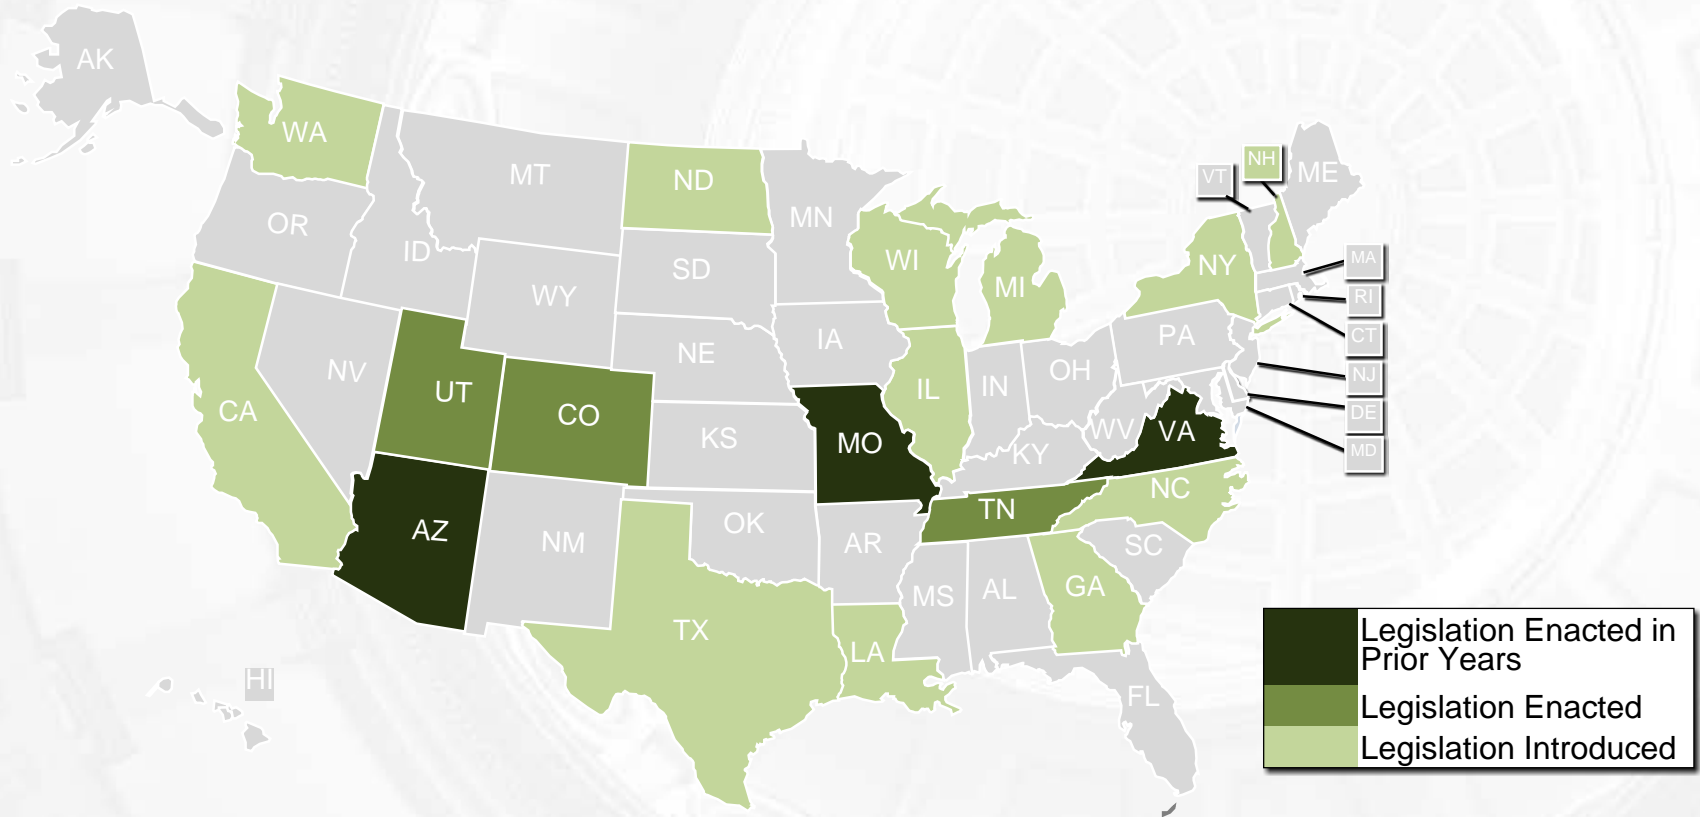 AK
WA
MT
ND
MN
VT
NH
ME
OR
ID
WY
SD
WI
MI
NY
MA
RI
CT
NJ
DE
MD
NV
UT
CO
NE
IA
IL
IN
OH
PA
CA
KS
MO
KY
WV
VA
AZ
NM
OK
AR
TN
NC
SC
TX
LA
MS
AL
GA
FL
HI
Legislation Enacted in
Prior Years
Legislation Enacted
Legislation Introduced